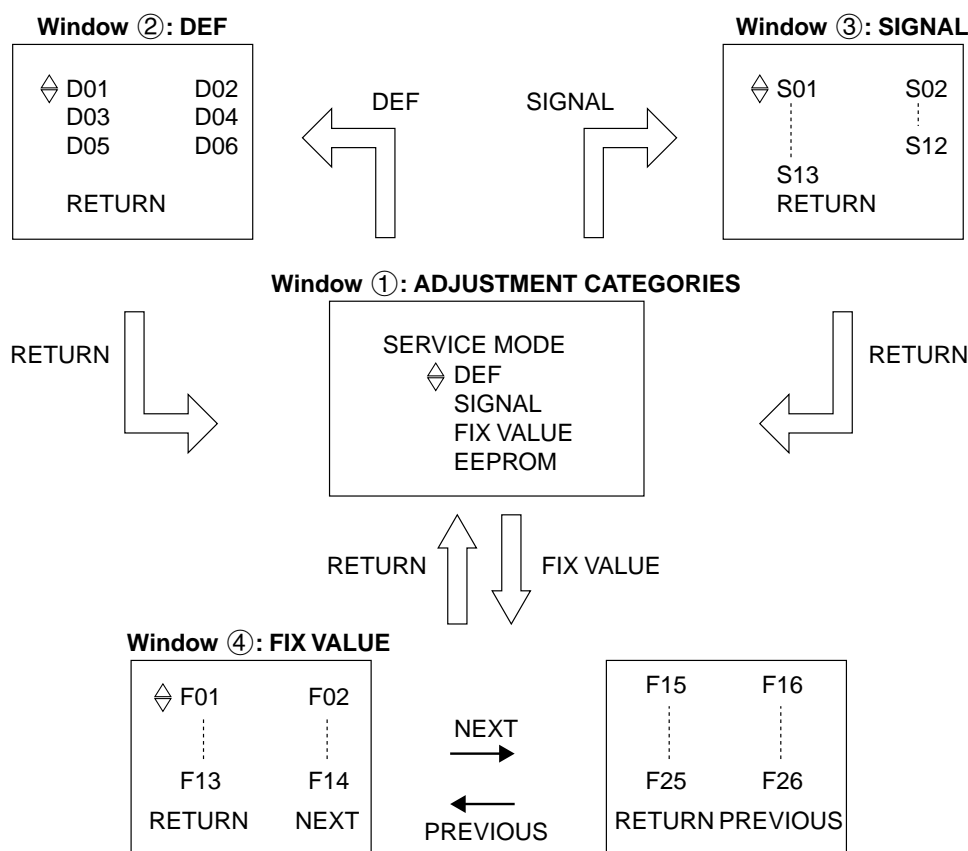 Window ②: DEF
D01 D02
D03 D04
D05 D06
RETURN
DEF
SIGNAL
Window ③: SIGNAL
S01 S02
S12
S13
RETURN
Window ①: ADJUSTMENT CATEGORIES
SERVICE MODE
DEF
SIGNAL
FIX VALUE
EEPROM
RETURN
RETURN
RETURN
FIX VALUE
Window ④: FIX VALUE
F01 F02
F13 F14
RETURN NEXT
NEXT
PREVIOUS
F15 F16
F25 F26
RETURN PREVIOUS